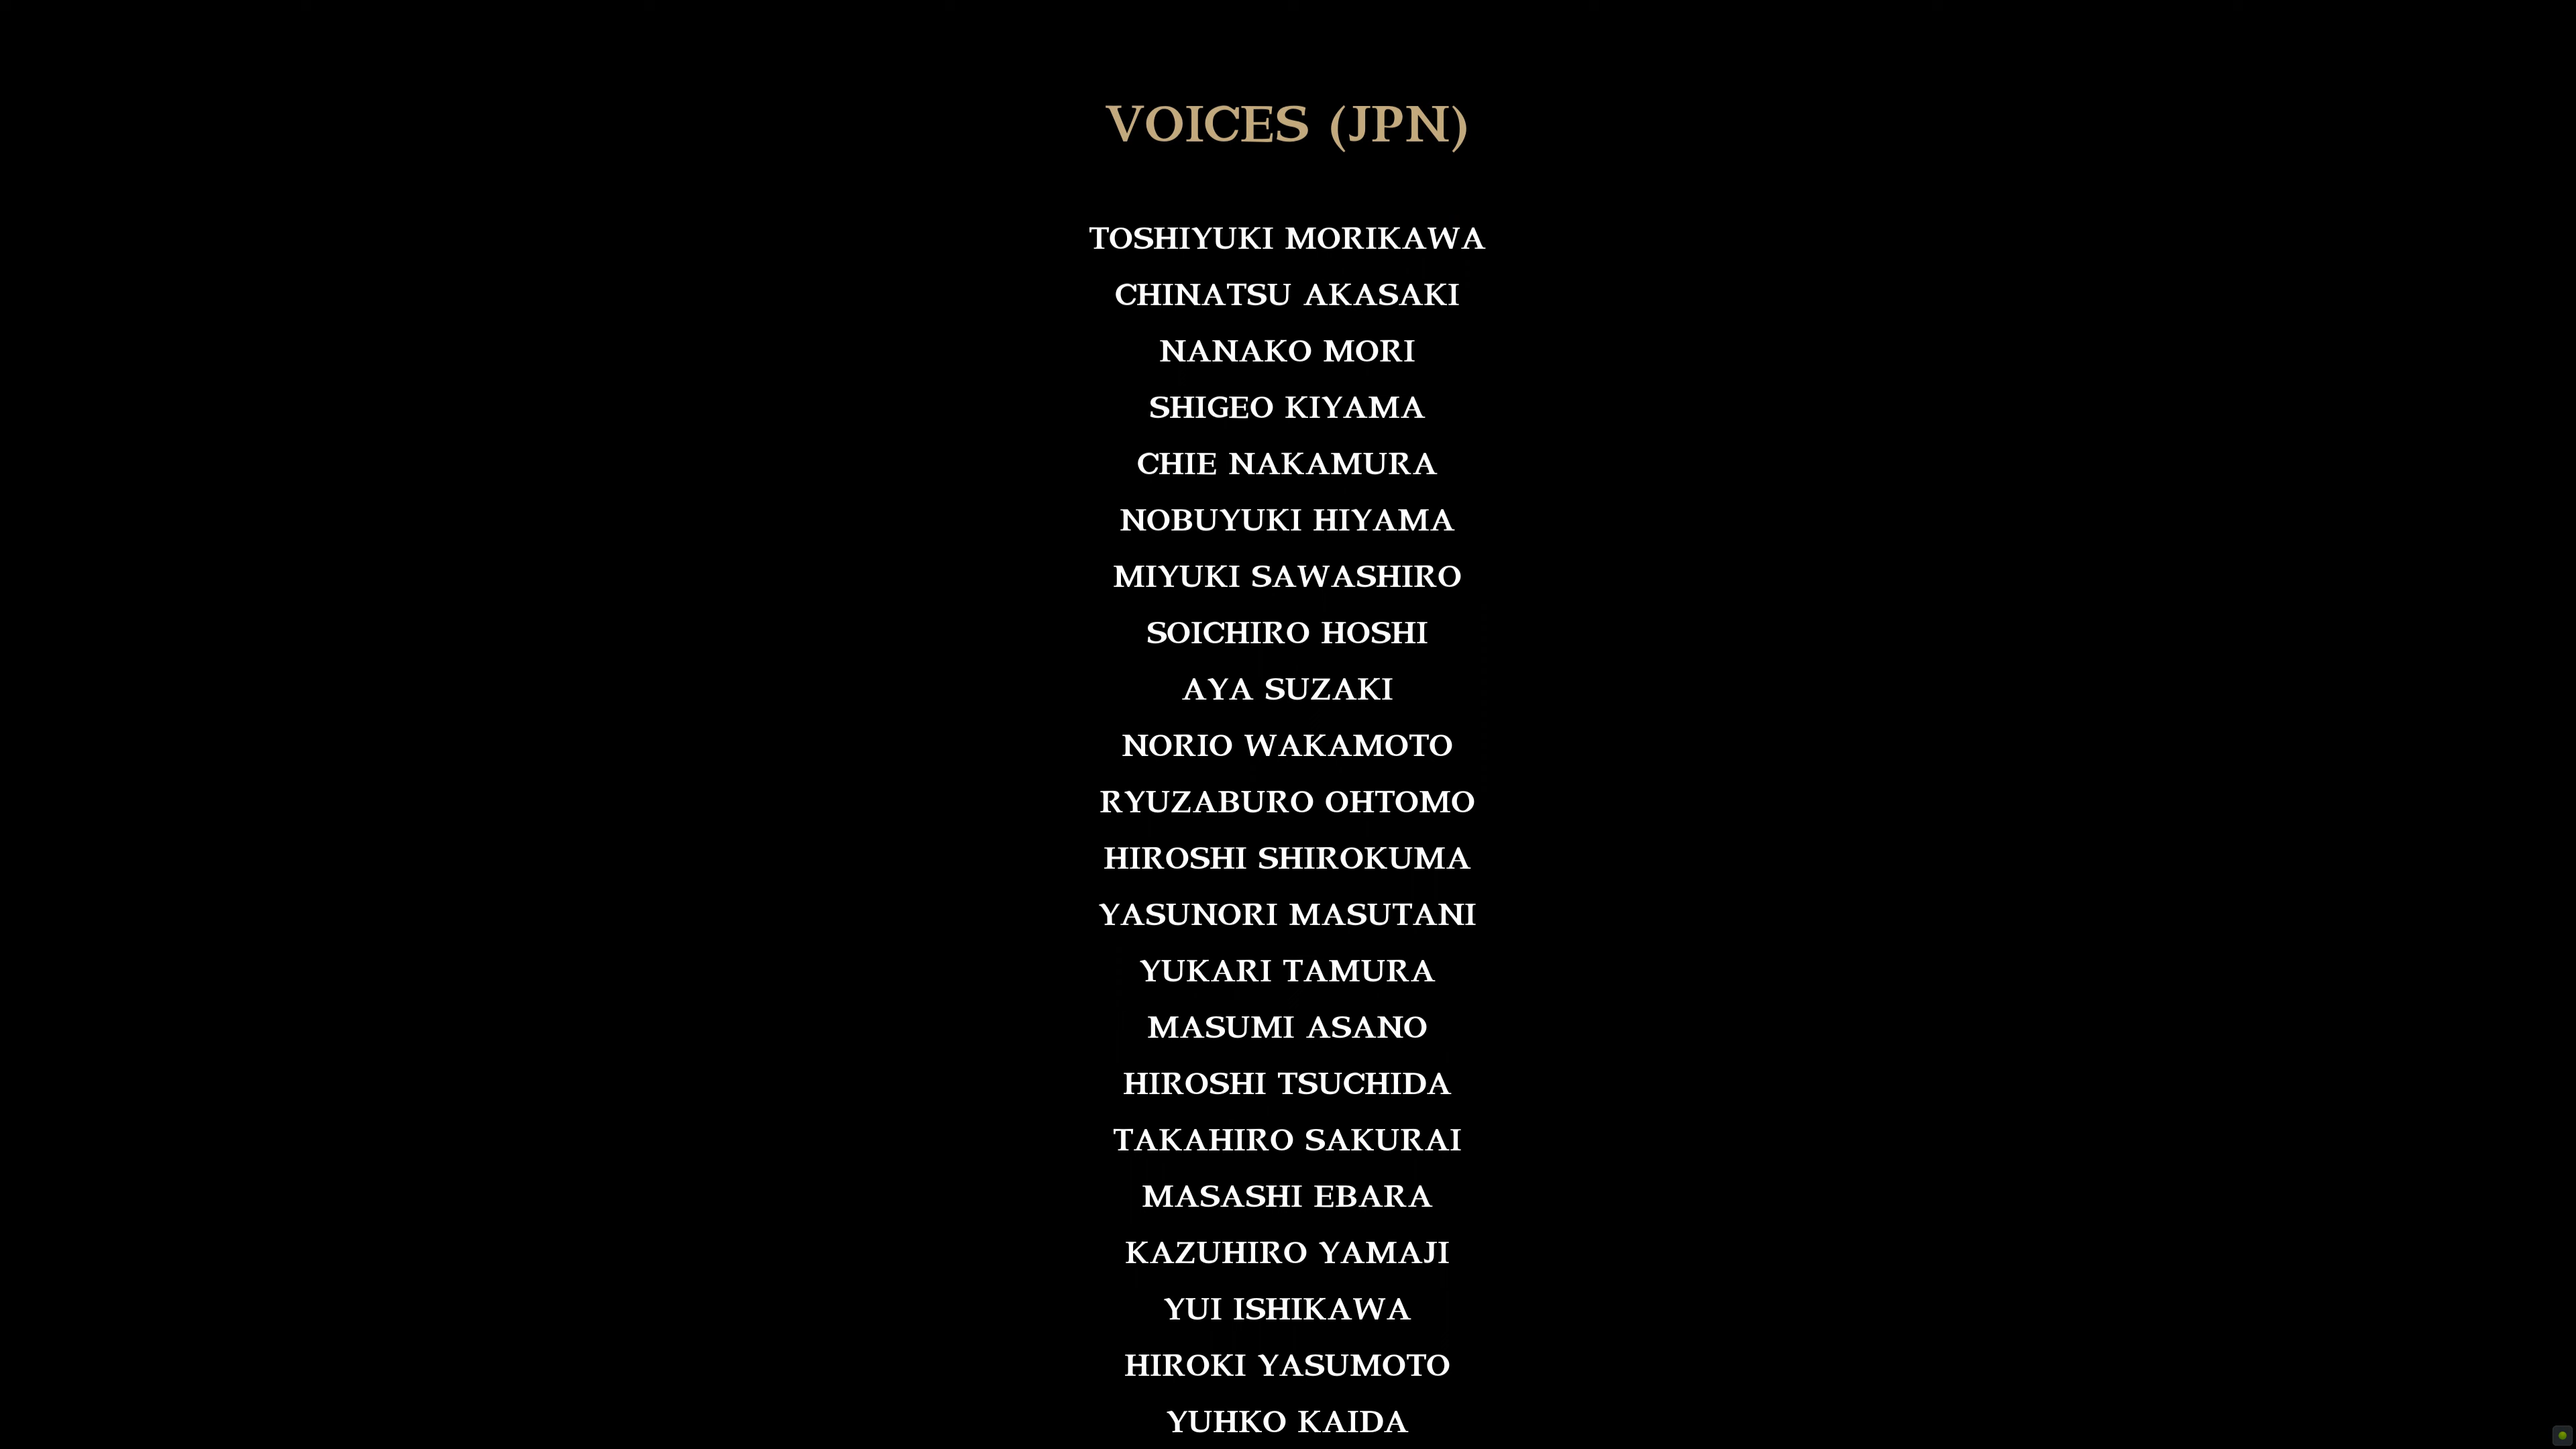 VOICES (JPN)
TOSHIYUKI MORIKAWA
CHINATSU AKASAKI
NANAKO MORI
SHIGEO KIYAMA
CHIE NAKAMURA
NOBUYUKI HIYAMA
MIYUKI SAWASHIRO
SOICHIRO HOSHI
AYA SUZAKI
NORIO WAKAMOTO
RYUZABURO OHTOMO
HIROSHI SHIROKUMA
YASUNORI MASUTANI
YUKARI TAMURA
MASUMI ASANO
HIROSHI TSUCHIDA
TAKAHIRO SAKURAI
MASASHI EBARA
KAZUHIRO YAMAJI
YUI ISHIKAWA
HIROKI YASUMOTO
YUHKO KAIDA